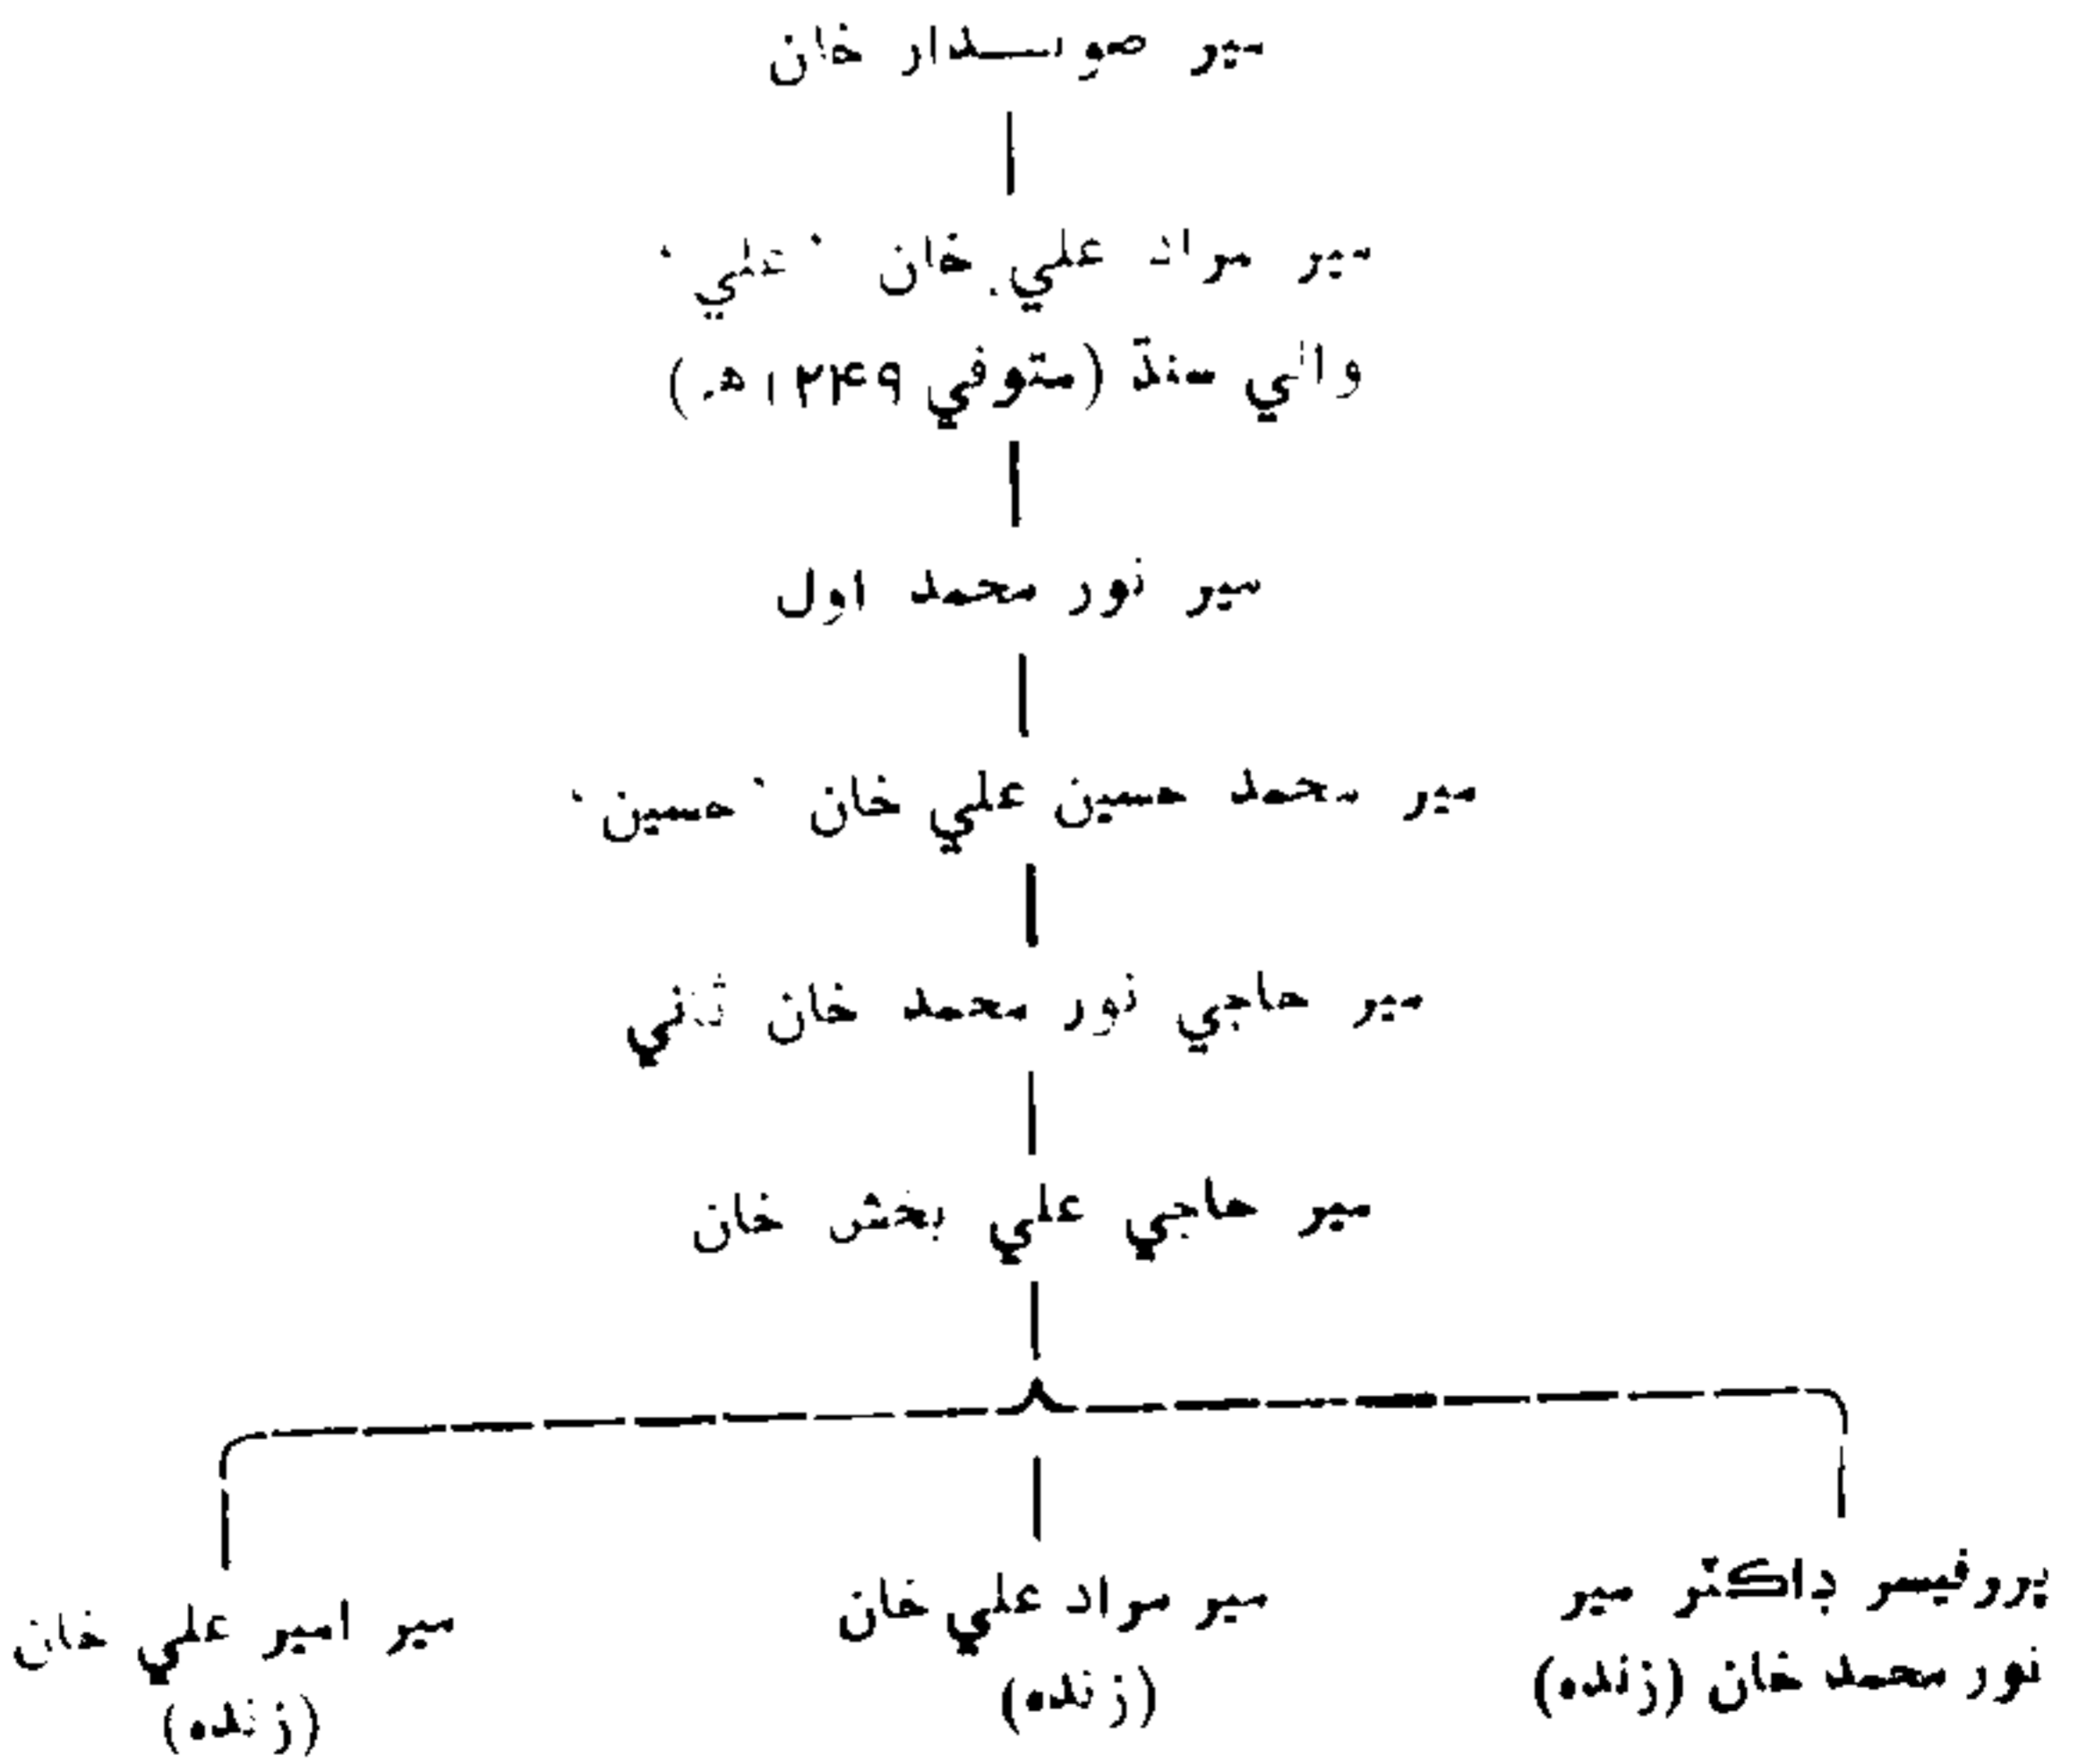 مير صوبدار خان
مير مراد علي خان `علي`
والي سنڌ (متوفي ۱۲۴۹ھ)
مير نور محمد اول
مير محمد حسين علي خان `حسين`
مير حاجي نور محمد خان ثاني
مير حاجي علي بخش خان
پروفيسر ڊاڪٽر مير
نور محمد خان (زنده)
مير مراد علي خان
(زنده)
مير امير علي خان
(زنده)